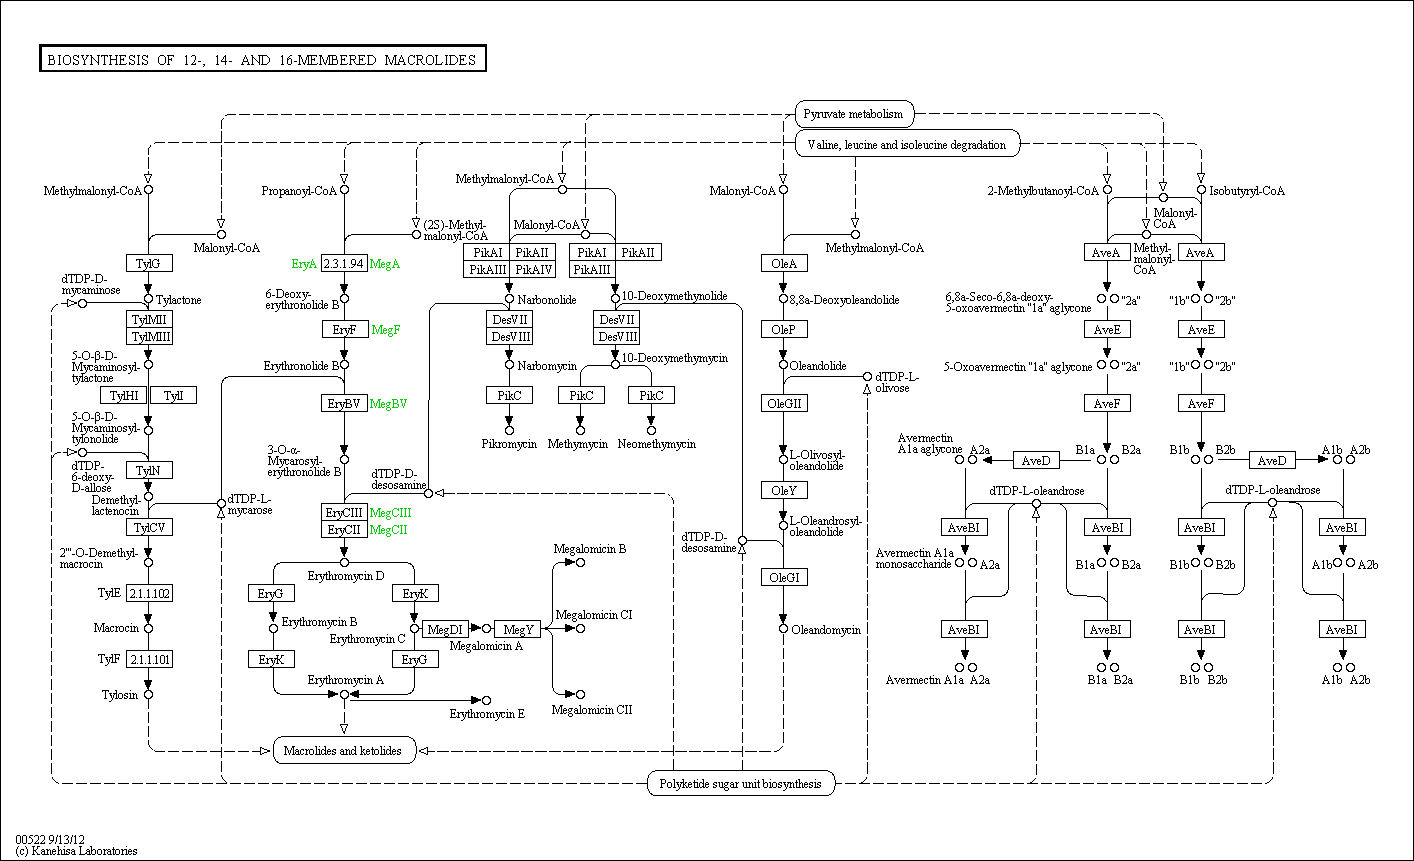 BIOSYNTHESIS OF 12-, 14- AND 16-MEMBERED MACROLIDES
Pyruvate metabolism
Valine, leucine and isoleucine degradation
Methylmalonyl-CoA
Propanoyl-CoA
Methylmalonyl-CoA
Malonyl-CoA
2-Methylbutanoyl-CoA
Isobutyryl-CoA
Malonyl-CoA
(2S)-Methyl-
malonyl-CoA
Malonyl-CoA
Methylmalonyl-CoA
Malonyl-
CoA
Methyl-
malonyl-
CoA
TylG
EryA
2.3.1.94
MegA
PikAI
PikAII
PikAIII
PikAIV
PikAI
PikAII
PikAIII
OleA
AveA
AveA
dTDP-D-
mycaminose
Tylactone
6-Deoxy-
erythronolide B
Narbonolide
10-Deoxymethynolide
8,8a-Deoxyoleandolide
6,8a-Seco-6,8a-deoxy-
5-oxoavermectin "1a" aglycone
"2a"
"1b"
"2b"
TylMII
TylMIII
EryF
MegF
DesVII
DesVIII
DesVII
DesVIII
OleP
AveE
AveE
5-O-β-D-
Mycaminosyl-
tylactone
Erythronolide B
Narbomycin
10-Deoxymethymycin
Oleandolide
dTDP-L-
olivose
5-Oxoavermectin "1a" aglycone
"2a"
"1b"
"2b"
TylHI
TylI
EryBV
MegBV
PikC
PikC
PikC
OleGII
AveF
AveF
5-O-β-D-
Mycaminosyl-
tylonolide
Pikromycin
Methymycin
Neomethymycin
3-O-α-
Mycarosyl-
erythronolide B
L-Olivosyl-
oleandolide
Avermectin
A1a aglycone
A2a
AveD
B1a
B2a
B1b
B2b
AveD
A1b
A2b
dTDP-
6-deoxy-
D-allose
TylN
dTDP-D-
desosamine
OleY
dTDP-L-oleandrose
dTDP-L-oleandrose
Demethyl-
lactenocin
dTDP-L-
mycarose
TylCV
EryCIII
MegCIII
EryCII
MegCII
L-Oleandrosyl-
oleandolide
AveBI
AveBI
AveBI
AveBI
dTDP-D-
desosamine
2'''-O-Demethyl-
macrocin
Erythromycin D
Megalomicin B
OleGI
Avermectin A1a
monosaccharide
A2a
B1a
B2a
B1b
B2b
A1b
A2b
TylE
2.1.1.102
EryG
EryK
Macrocin
Erythromycin B
Erythromycin C
MegDI
Megalomicin A
MegY
Megalomicin CI
Oleandomycin
AveBI
AveBI
AveBI
AveBI
TylF
2.1.1.101
EryK
EryG
Tylosin
Erythromycin A
Erythromycin E
Megalomicin CII
Avermectin A1a
A2a
B1a
B2a
B1b
B2b
A1b
A2b
Macrolides and ketolides
Polyketide sugar unit biosynthesis
00522 9/13/12
(c) Kanehisa Laboratories